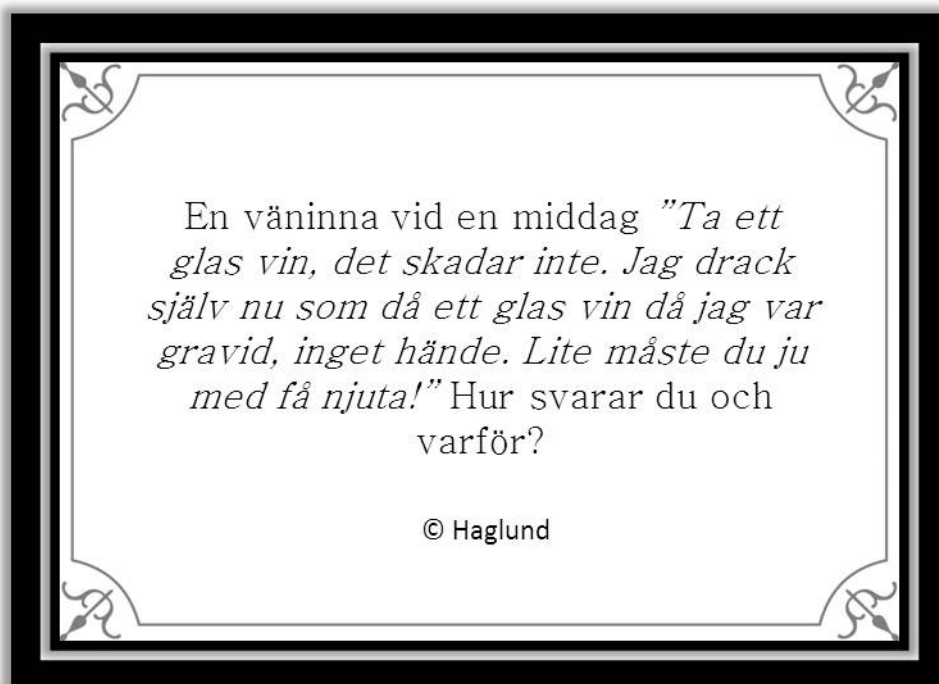 En väninna vid en middag ”Ta ett
glas vin, det skadar inte. Jag drack
själv nu som då ett glas vin då jag var
gravid, inget hände. Lite måste du ju
med få njuta!” Hur svarar du och
varför?
© Haglund